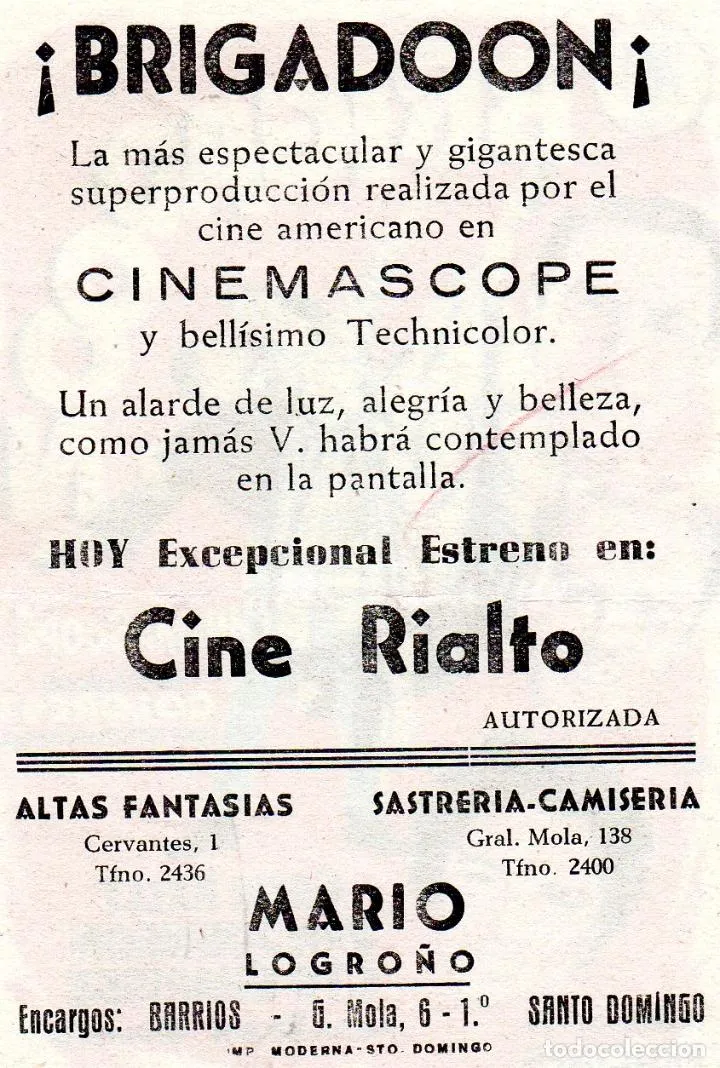 ¡BRIGADOON¡
La más espectacular y gigantesca
superproducción realizada por el
cine americano en
CINEMASCOPE
y bellísimo Technicolor.
Un alarde de luz, alegría y belleza,
como jamás V. habrá contemplado
en la pantalla.
HOY Excepcional Estreno en:
Cine Rialto
AUTORIZADA
ALTAS FANTASIAS
Cervantes, 1
Tfno. 2436
SASTRERIA-CAMISERIA
Gral. Mola, 138
Tfno. 2400
MARIO
LOGROÑO
Encargos: BARRIOS - G. Mola, 6 - 1.º SANTO DOMINGO
IMP MODERNA-STO. DOMINGO
todocoleccion